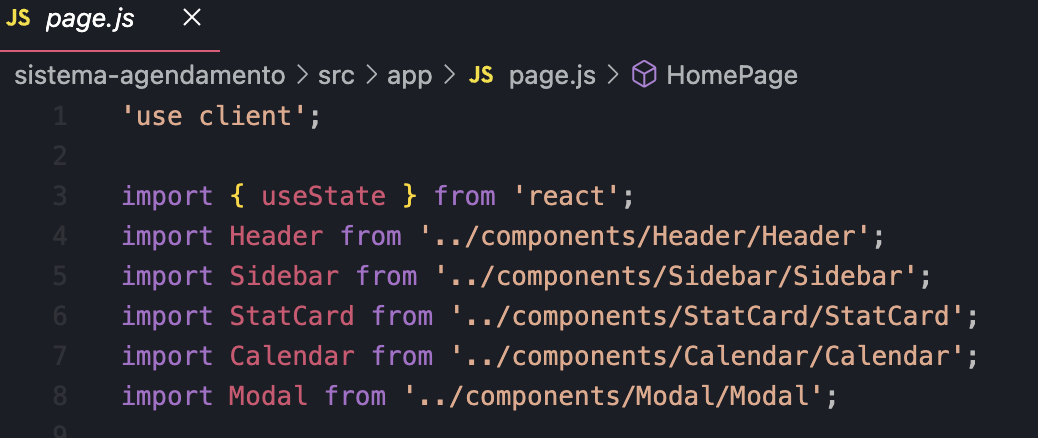 JS page.js ×
sistema-agendamento > src > app > JS page.js > HomePage
1 'use client';
2
3 import { useState } from 'react';
4 import Header from '../components/Header/Header';
5 import Sidebar from '../components/Sidebar/Sidebar';
6 import StatCard from '../components/StatCard/StatCard';
7 import Calendar from '../components/Calendar/Calendar';
8 import Modal from '../components/Modal/Modal';
9